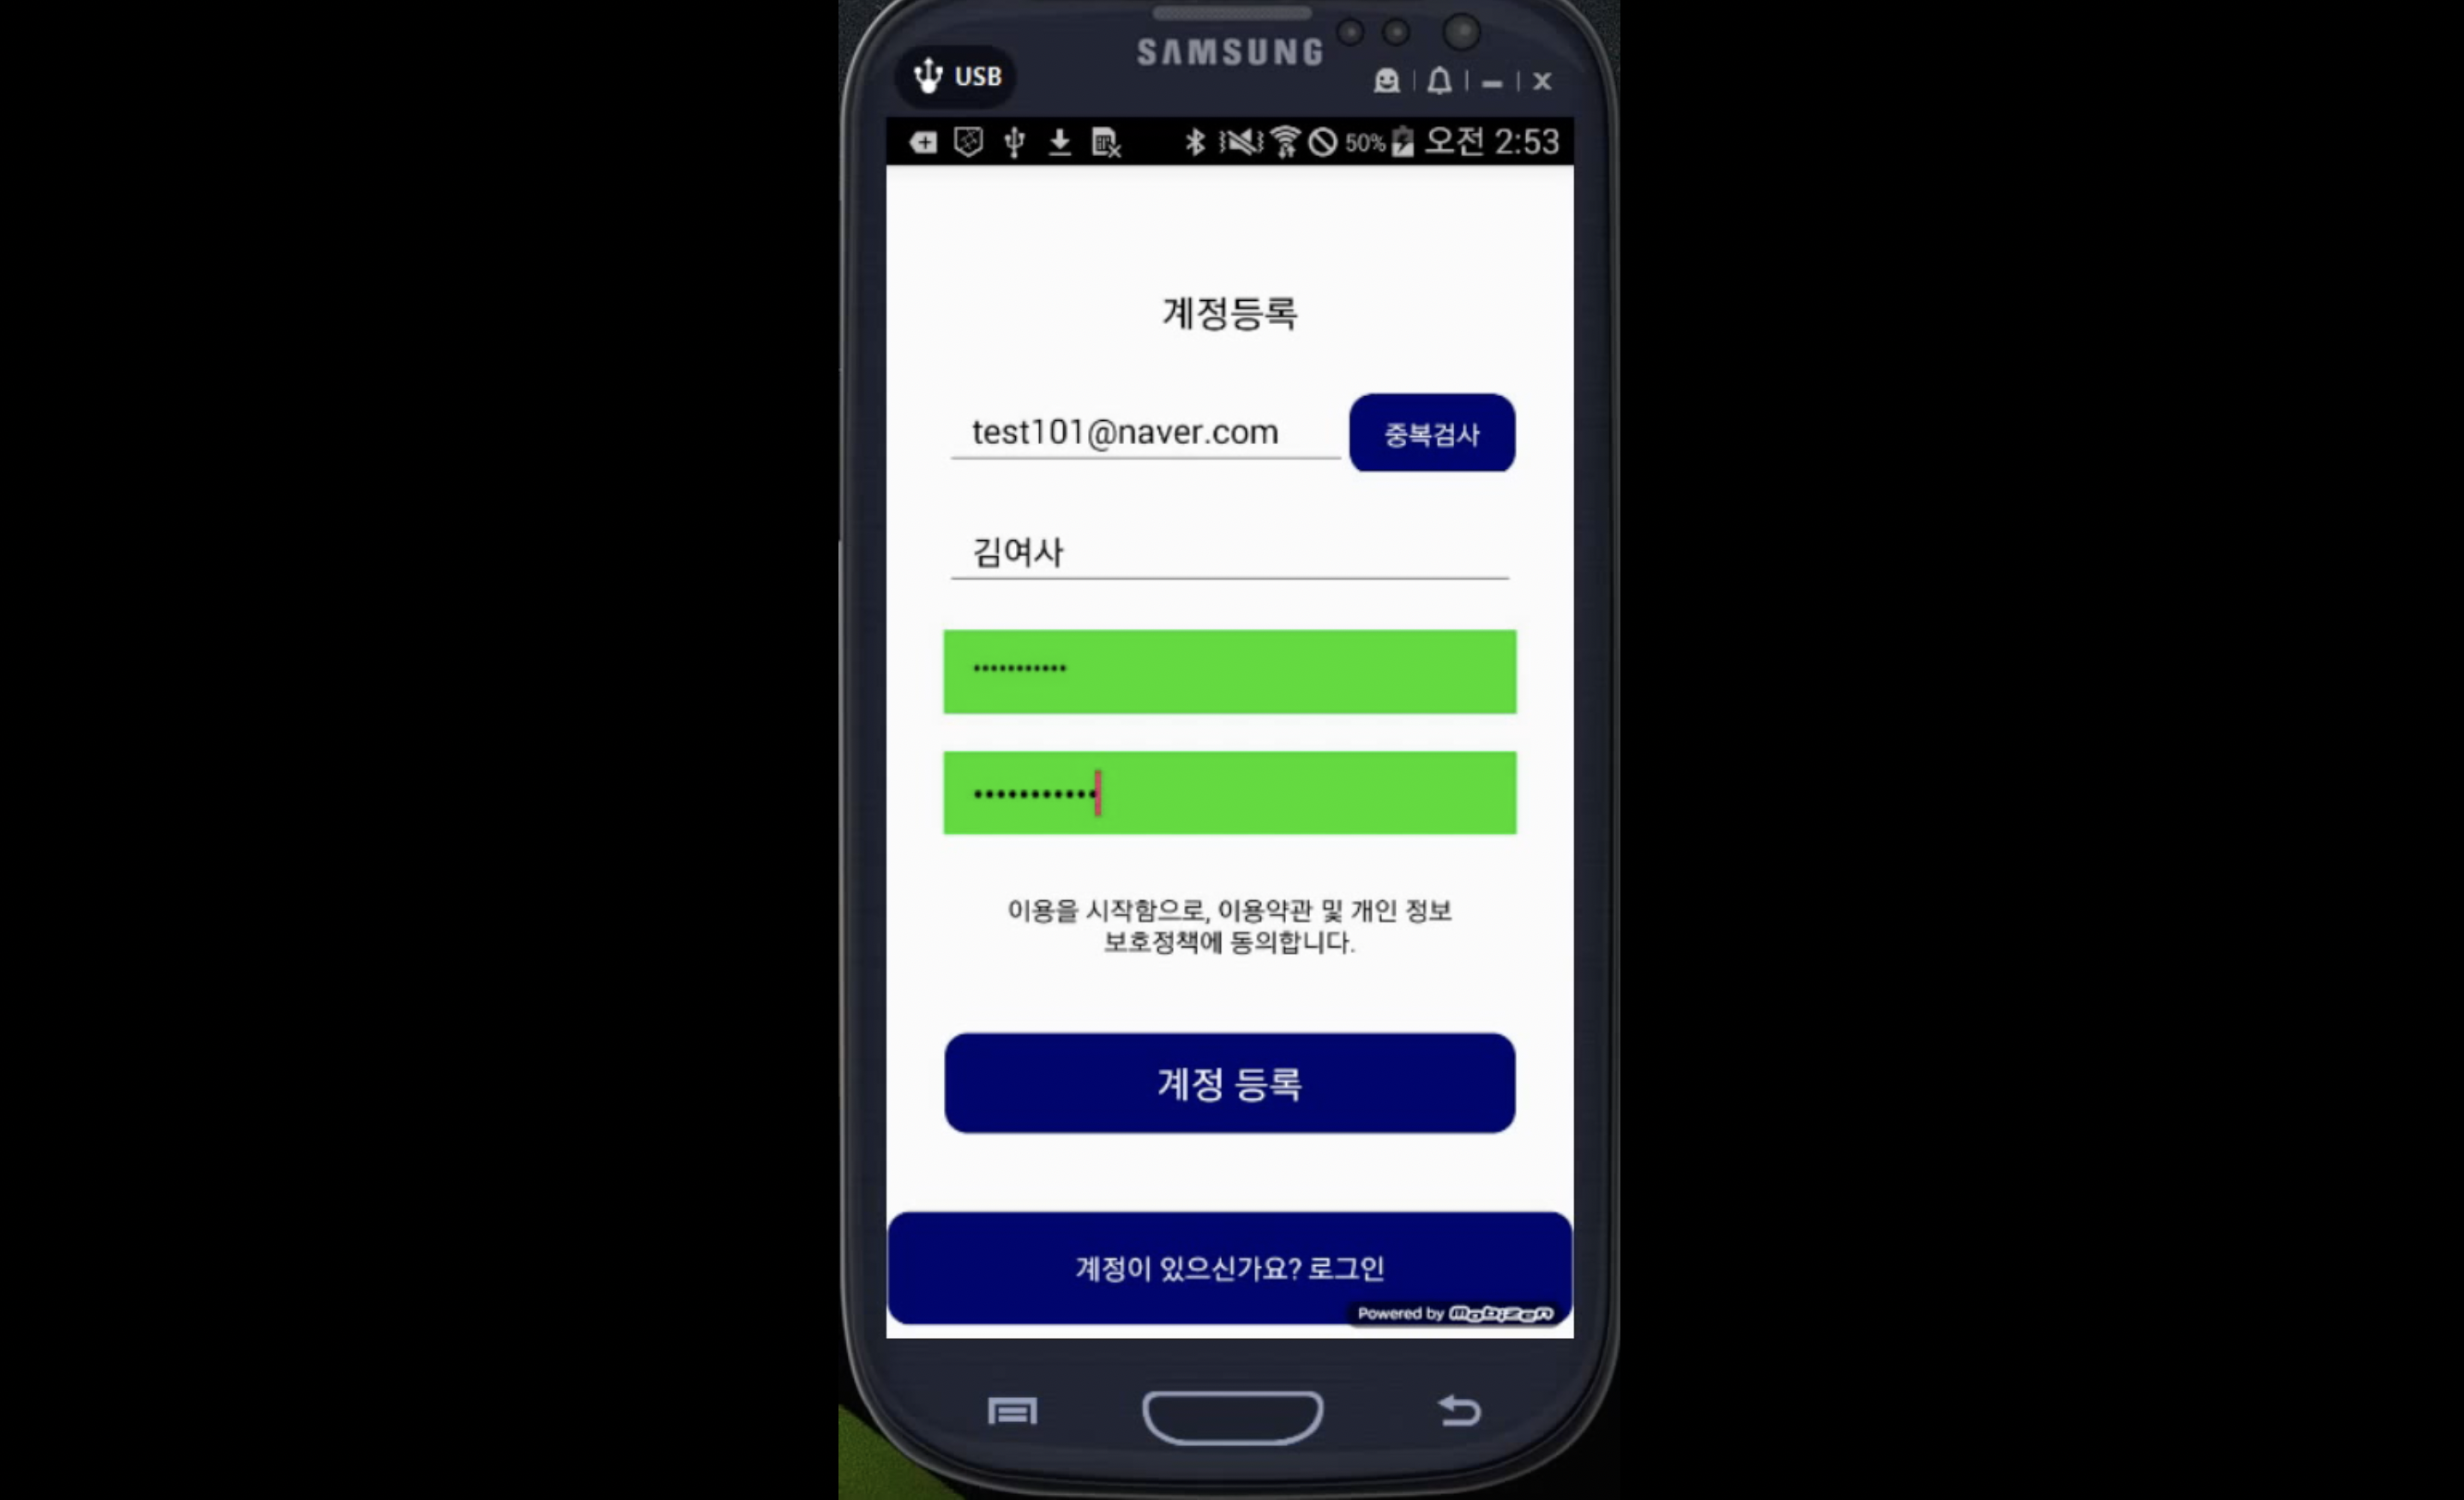 SAMSUNG
USB
50% 오전 2:53
계정등록
test101@naver.com
중복검사
김여사
•••••••••••
•••••••••••
이용을 시작함으로, 이용약관 및 개인 정보
보호정책에 동의합니다.
계정 등록
계정이 있으신가요? 로그인
Powered by mobizen